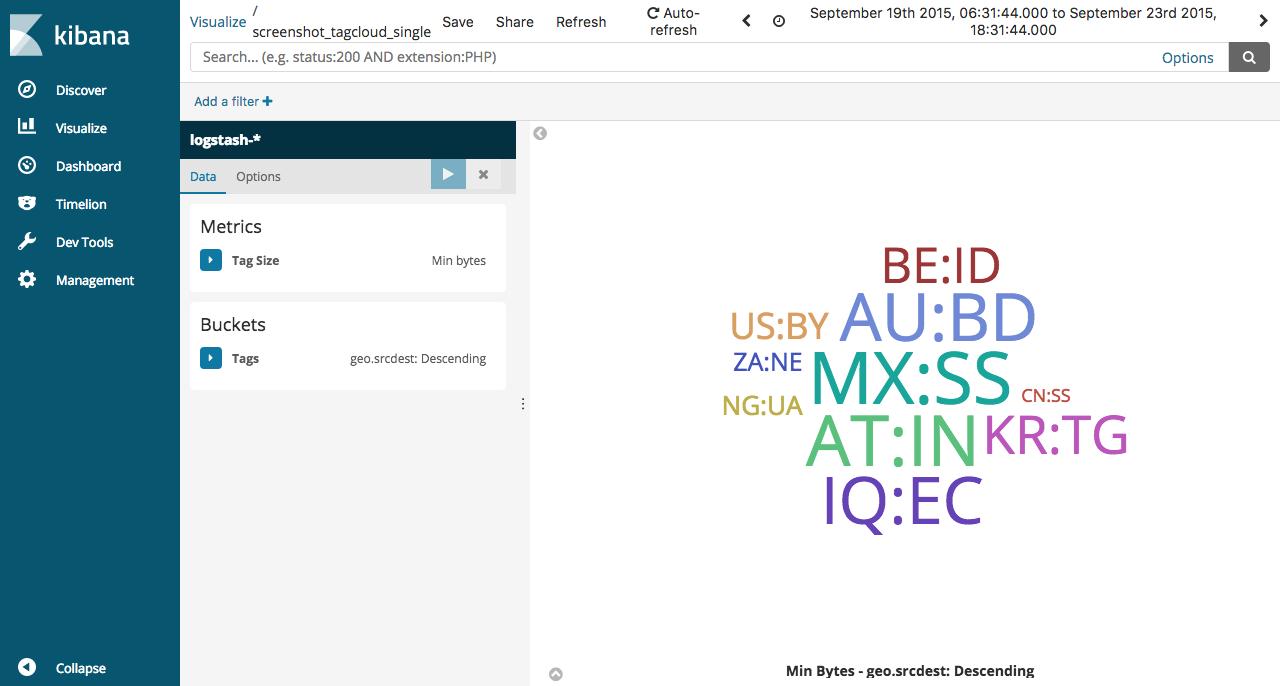 kibana
Discover
Visualize
Dashboard
Timelion
Dev Tools
Management
Collapse
Visualize / screenshot_tagcloud_single
Save
Share
Refresh
Auto-refresh
September 19th 2015, 06:31:44.000 to September 23rd 2015,
18:31:44.000
Search... (e.g. status:200 AND extension:PHP)
Options
Add a filter +
logstash-*
Data
Options
Metrics
Tag Size
Min bytes
Buckets
Tags
geo.srcdest: Descending
BE:ID
US:BY
AU:BD
ZA:NE
MX:SS
CN:SS
NG:UA
AT:IN
KR:TG
IQ:EC
Min Bytes - geo.srcdest: Descending